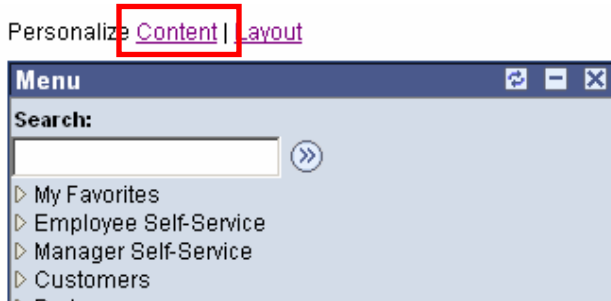 Personalize Content | Layout
Menu
Search:
My Favorites
Employee Self-Service
Manager Self-Service
Customers